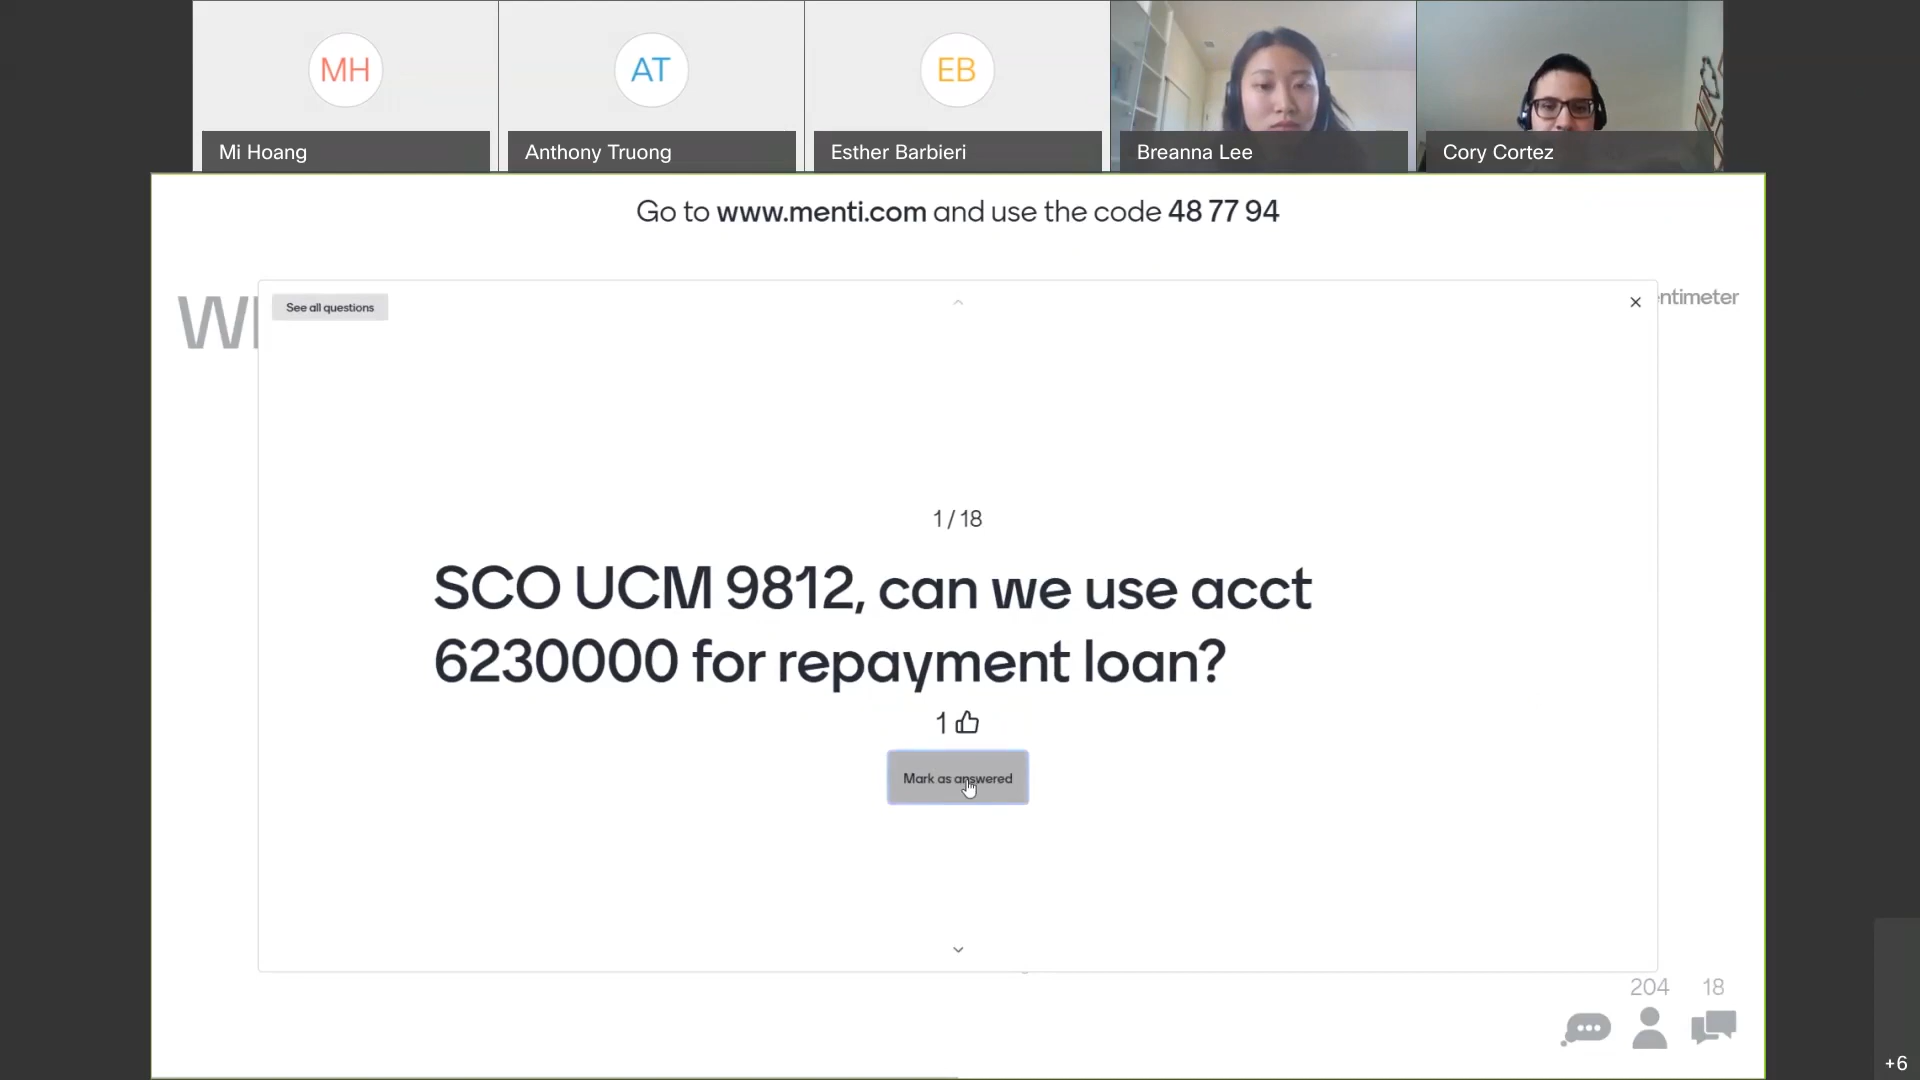 MH
AT
EB
Mi Hoang
Anthony Truong
Esther Barbieri
Breanna Lee
Cory Cortez
Go to www.menti.com and use the code 48 77 94
See all questions
ntimeter
1 / 18
SCO UCM 9812, can we use acct
6230000 for repayment loan?
1
Mark as answered
204 18
+6